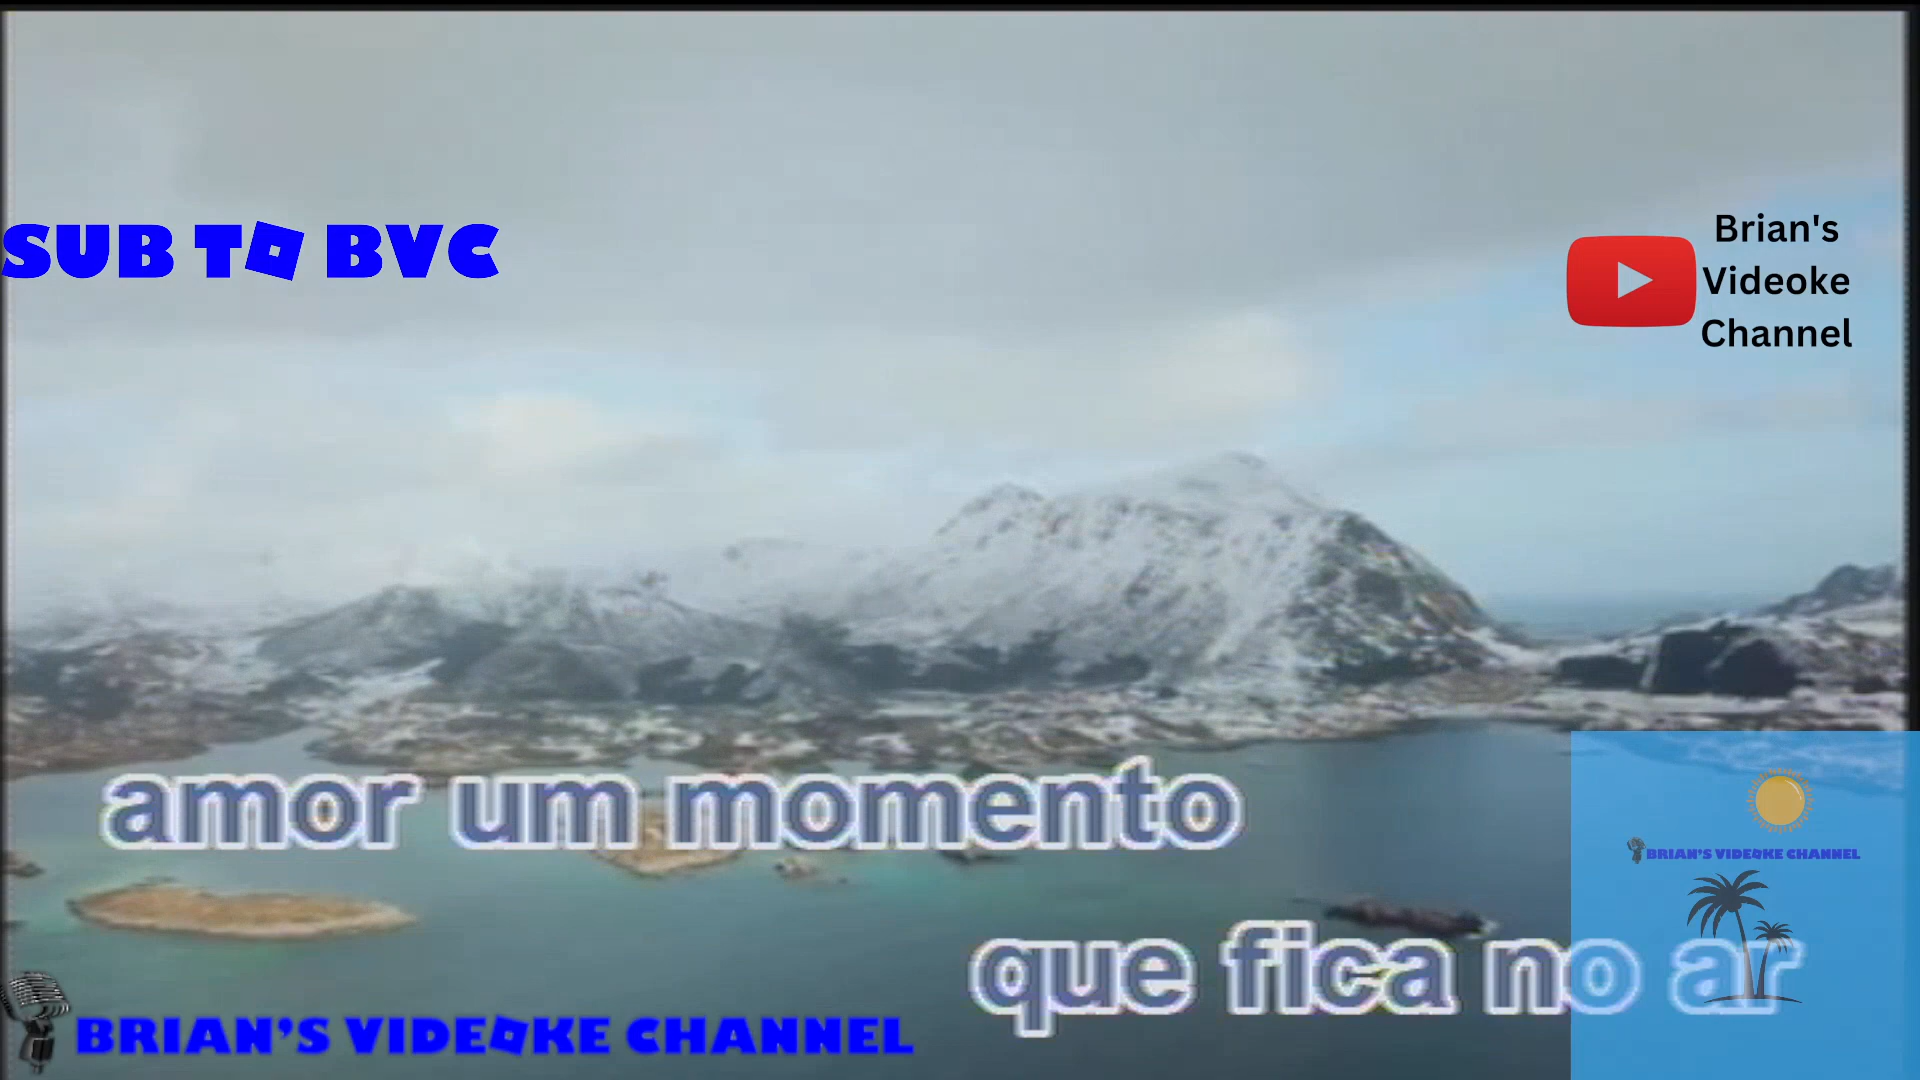 SUB TO BVC
Brian's
Videoke
Channel
amor um momento
BRIAN'S VIDEOKE CHANNEL
que fica no ar
BRIAN'S VIDEOKE CHANNEL